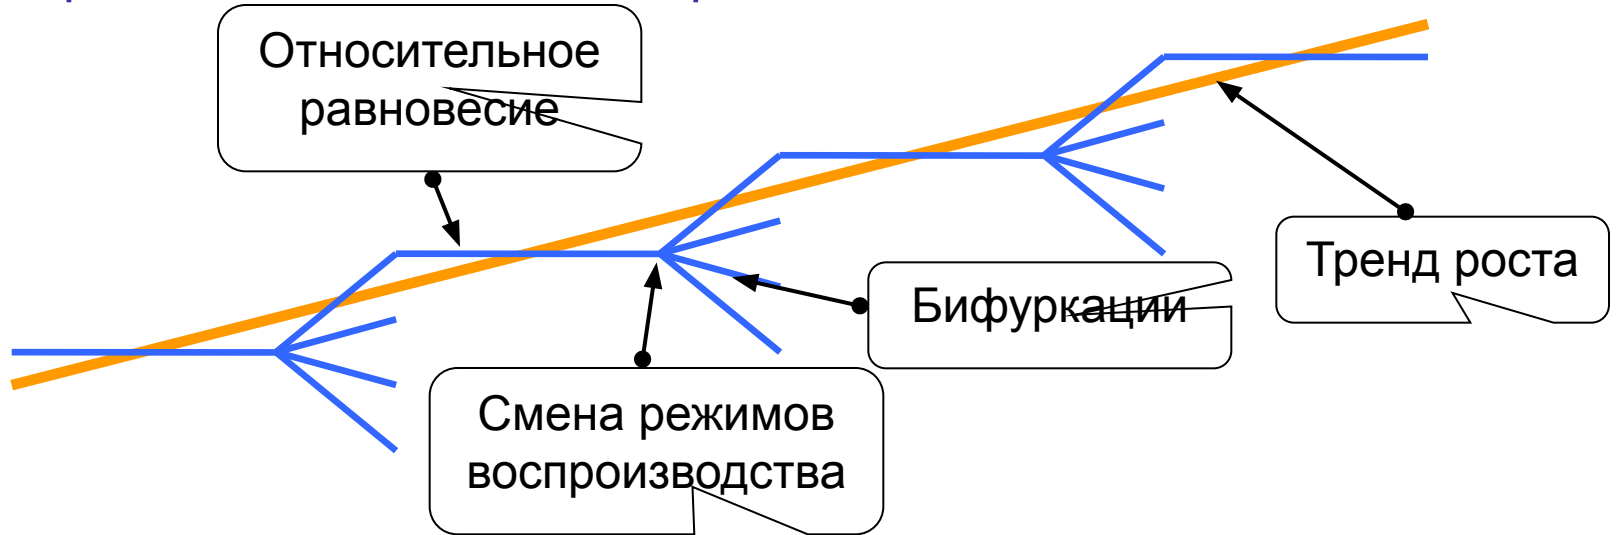 Относительное
равновесие
Тренд роста
Бифуркации
Смена режимов
воспроизводства